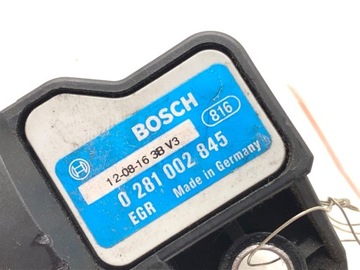 BOSCH
816
12-08-16 3B V3
0 281 002 845
EGR Made in Germany